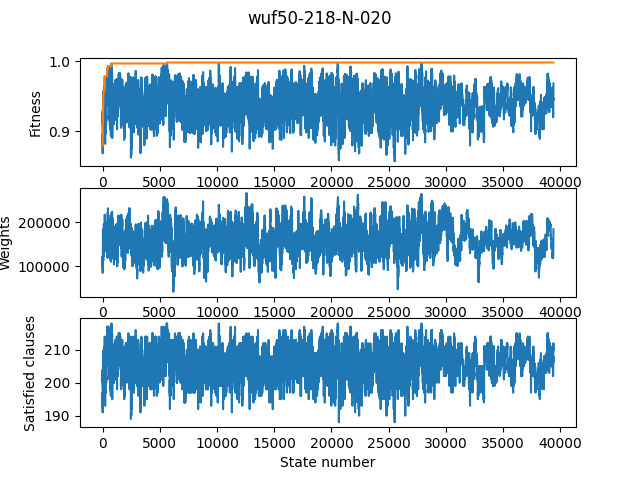 wuf50-218-N-020
1.0
0.9
Fitness
0 5000 10000 15000 20000 25000 30000 35000 40000
200000
100000
Weights
0 5000 10000 15000 20000 25000 30000 35000 40000
210
200
190
Satisfied clauses
0 5000 10000 15000 20000 25000 30000 35000 40000
State number